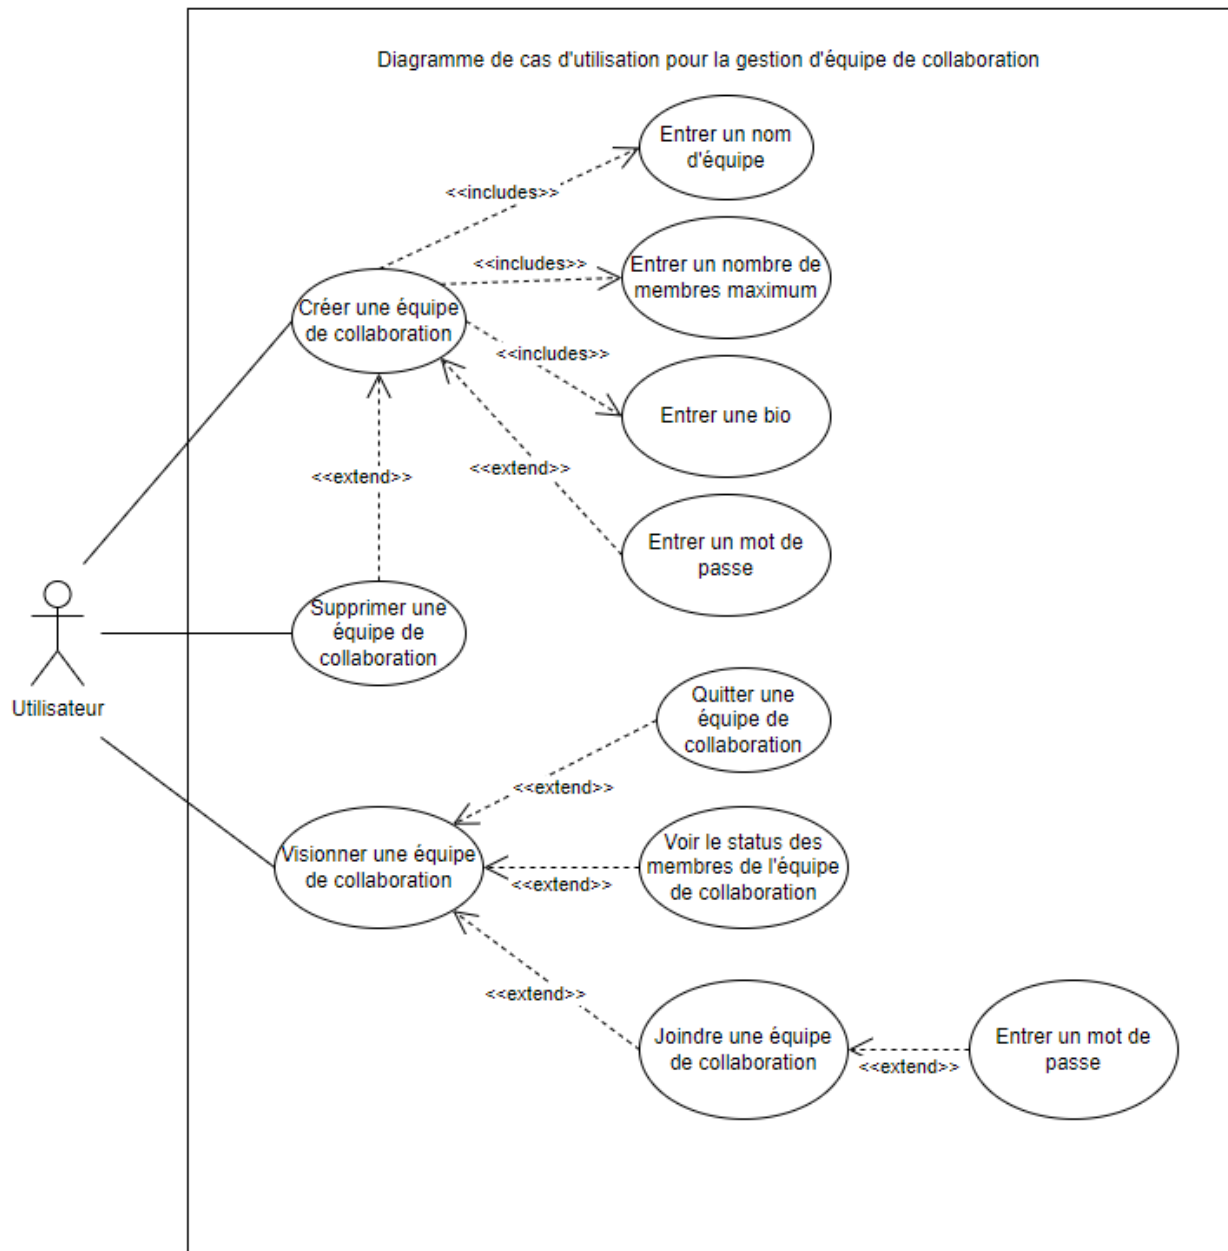 Diagramme de cas d'utilisation pour la gestion d'équipe de collaboration
Entrer un nom
d'équipe
<<includes>>
Entrer un nombre de
membres maximum
<<includes>>
Créer une équipe
de collaboration
<<includes>>
Entrer une bio
<<extend>>
<<extend>>
Entrer un mot de
passe
Supprimer une
équipe de
collaboration
Utilisateur
Quitter une
équipe de
collaboration
<<extend>>
Visionner une équipe
de collaboration
Voir le status des
membres de l'équipe
de collaboration
<<extend>>
<<extend>>
Joindre une équipe
de collaboration
<<extend>>
Entrer un mot de
passe